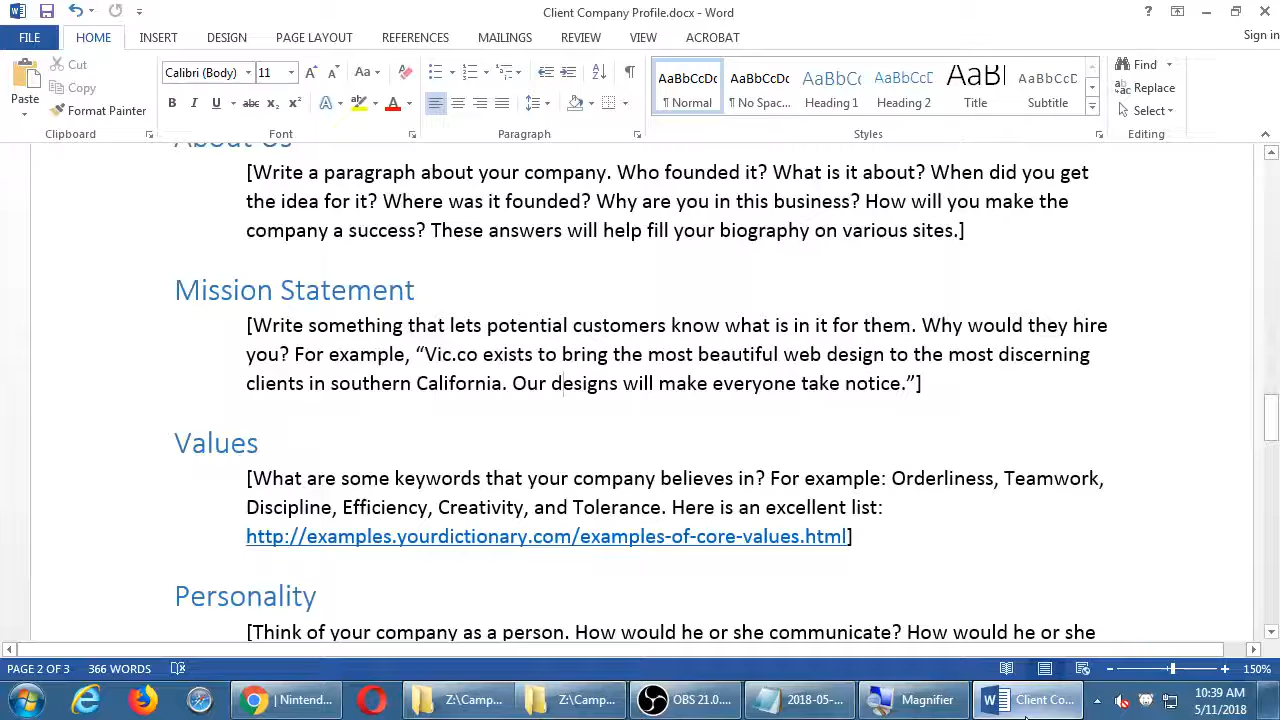 Client Company Profile.docx - Word
FILE HOME INSERT DESIGN PAGE LAYOUT REFERENCES MAILINGS REVIEW VIEW ACROBAT Sign in
Paste
Cut
Copy
Format Painter
Clipboard
Calibri (Body) 11
Font
Paragraph
AaBbCcDc AaBbCcDc AaBbCc AaBbCcD AaB AaBbCcD
¶ Normal ¶ No Spac... Heading 1 Heading 2 Title Subtitle
Styles
Find
Replace
Select
Editing
About Us
[Write a paragraph about your company. Who founded it? What is it about? When did you get
the idea for it? Where was it founded? Why are you in this business? How will you make the
company a success? These answers will help fill your biography on various sites.]
Mission Statement
[Write something that lets potential customers know what is in it for them. Why would they hire
you? For example, “Vic.co exists to bring the most beautiful web design to the most discerning
clients in southern California. Our designs will make everyone take notice.”]
Values
[What are some keywords that your company believes in? For example: Orderliness, Teamwork,
Discipline, Efficiency, Creativity, and Tolerance. Here is an excellent list:
http://examples.yourdictionary.com/examples-of-core-values.html]
Personality
[Think of your company as a person. How would he or she communicate? How would he or she
PAGE 2 OF 3 366 WORDS 150%
| Nintend... Z:\Camp... Z:\Camp... OBS 21.0.... 2018-05-... Magnifier Client Co... 10:39 AM
5/11/2018